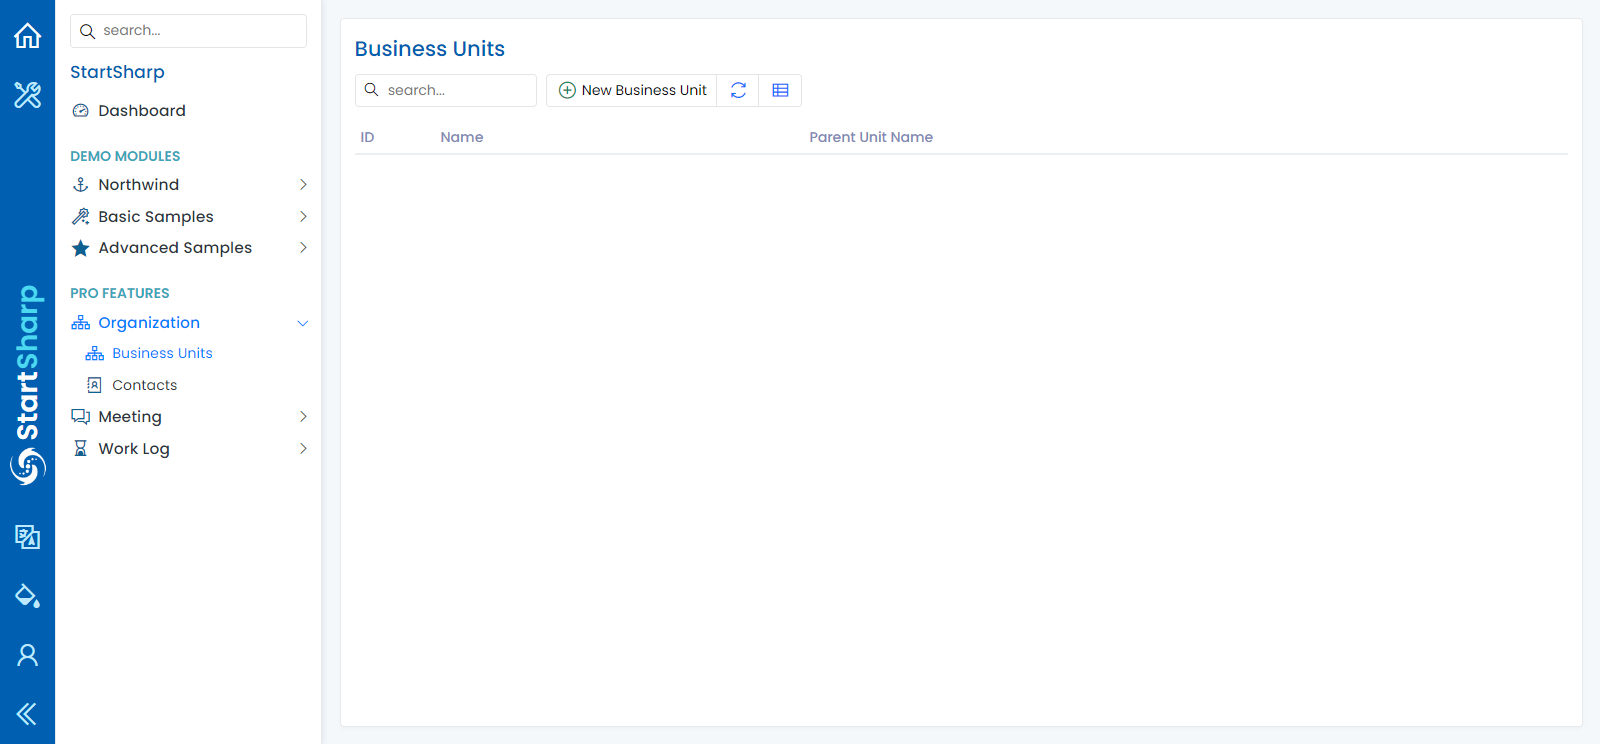 StartSharp
search...
StartSharp
Dashboard
DEMO MODULES
Northwind
Basic Samples
Advanced Samples
PRO FEATURES
Organization
Business Units
Contacts
Meeting
Work Log
Business Units
search...
New Business Unit
ID Name Parent Unit Name